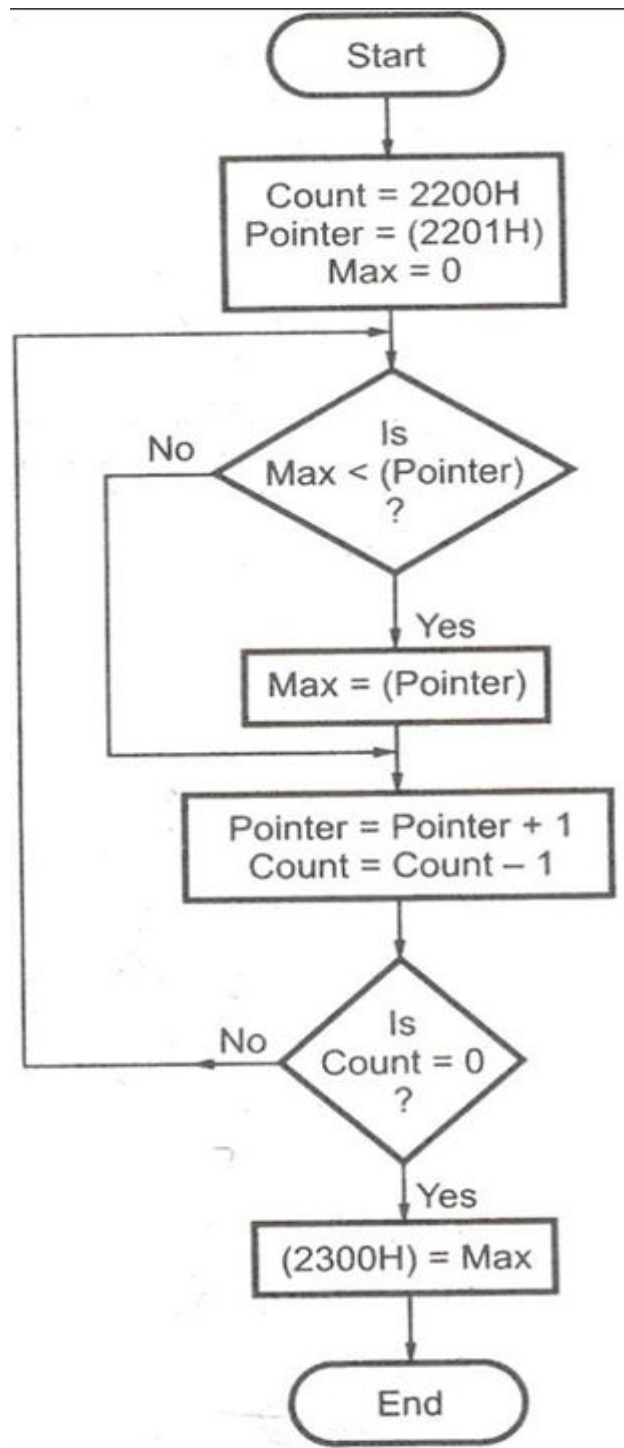 Start
Count = 2200H
Pointer = (2201H)
Max = 0
Is
Max < (Pointer)
?
No
Yes
Max = (Pointer)
Pointer = Pointer + 1
Count = Count – 1
Is
Count = 0
?
No
Yes
(2300H) = Max
End